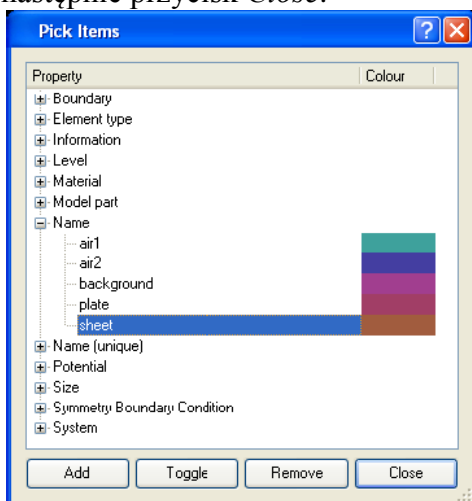 następnie przycisk Close.
Pick Items
Property Colour
Boundary
Element type
Information
Level
Material
Model part
Name
air1
air2
background
plate
sheet
Name (unique)
Potential
Size
Symmetry Boundary Condition
System
Add Toggle Remove Close